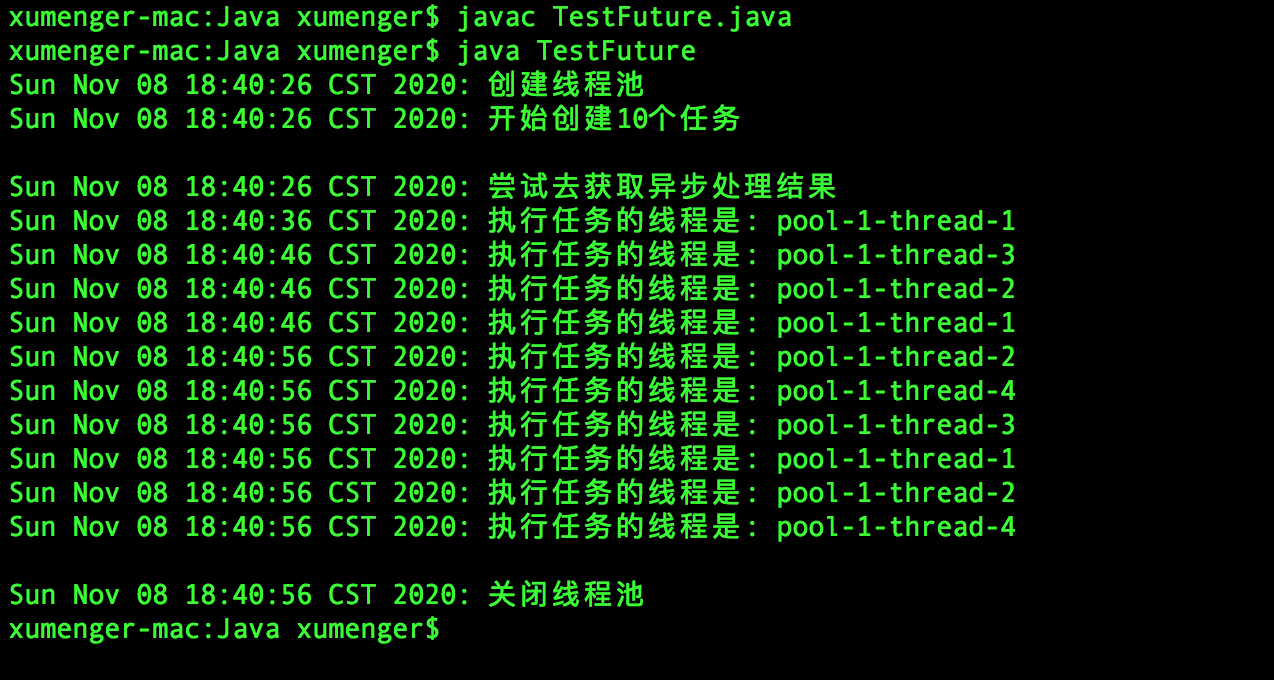 xumenger-mac:Java xumenger$ javac TestFuture.java
xumenger-mac:Java xumenger$ java TestFuture
Sun Nov 08 18:40:26 CST 2020: 创建线程池
Sun Nov 08 18:40:26 CST 2020: 开始创建10个任务
Sun Nov 08 18:40:26 CST 2020: 尝试去获取异步处理结果
Sun Nov 08 18:40:36 CST 2020: 执行任务的线程是: pool-1-thread-1
Sun Nov 08 18:40:46 CST 2020: 执行任务的线程是: pool-1-thread-3
Sun Nov 08 18:40:46 CST 2020: 执行任务的线程是: pool-1-thread-2
Sun Nov 08 18:40:46 CST 2020: 执行任务的线程是: pool-1-thread-1
Sun Nov 08 18:40:56 CST 2020: 执行任务的线程是: pool-1-thread-2
Sun Nov 08 18:40:56 CST 2020: 执行任务的线程是: pool-1-thread-4
Sun Nov 08 18:40:56 CST 2020: 执行任务的线程是: pool-1-thread-3
Sun Nov 08 18:40:56 CST 2020: 执行任务的线程是: pool-1-thread-1
Sun Nov 08 18:40:56 CST 2020: 执行任务的线程是: pool-1-thread-2
Sun Nov 08 18:40:56 CST 2020: 执行任务的线程是: pool-1-thread-4
Sun Nov 08 18:40:56 CST 2020: 关闭线程池
xumenger-mac:Java xumenger$